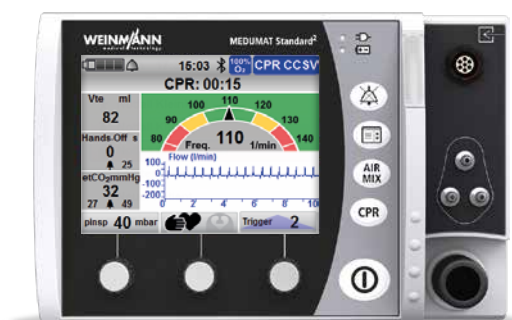 WEINMANN
medical technology
MEDUMAT Standard²
15:03 100% O₂ CPR CCSV
CPR: 00:15
Vte ml
82
Hands-Off s
0
25
etCO₂mmHg
32
27 49
80 90 100 110 120 130 140
Freq. 110 1/min
Flow (l/min)
100
0
-100
-200
0 2 4 6 8 10
pinsp 40 mbar
Trigger 2
AIR
MIX
CPR